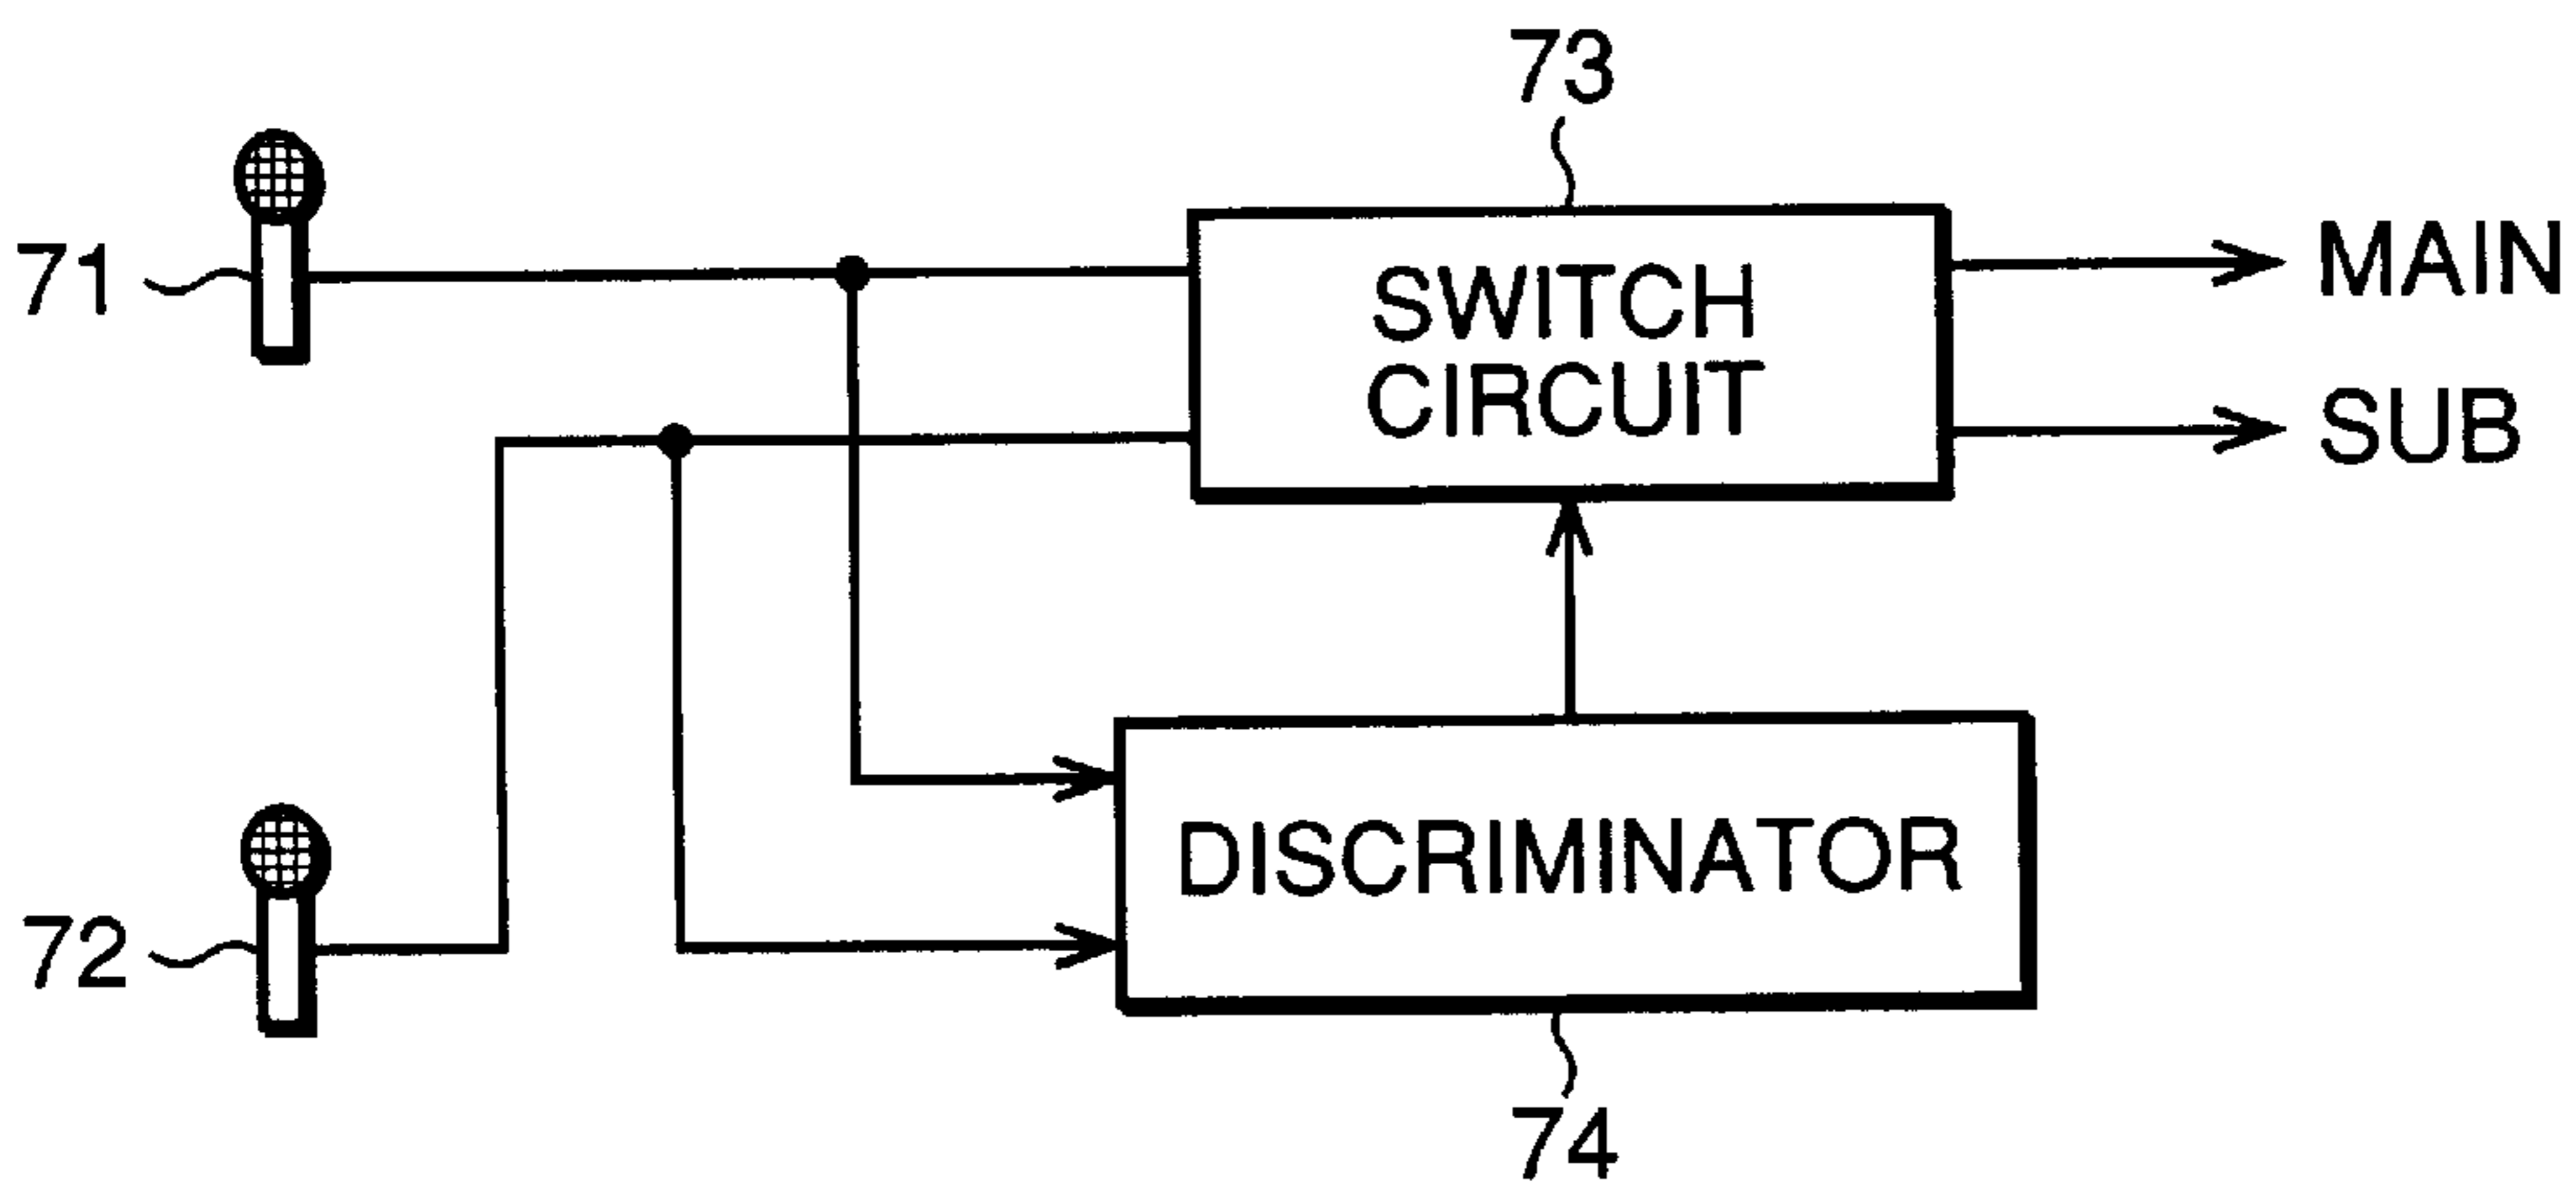 73
71
SWITCH
CIRCUIT
MAIN
SUB
72
DISCRIMINATOR
74